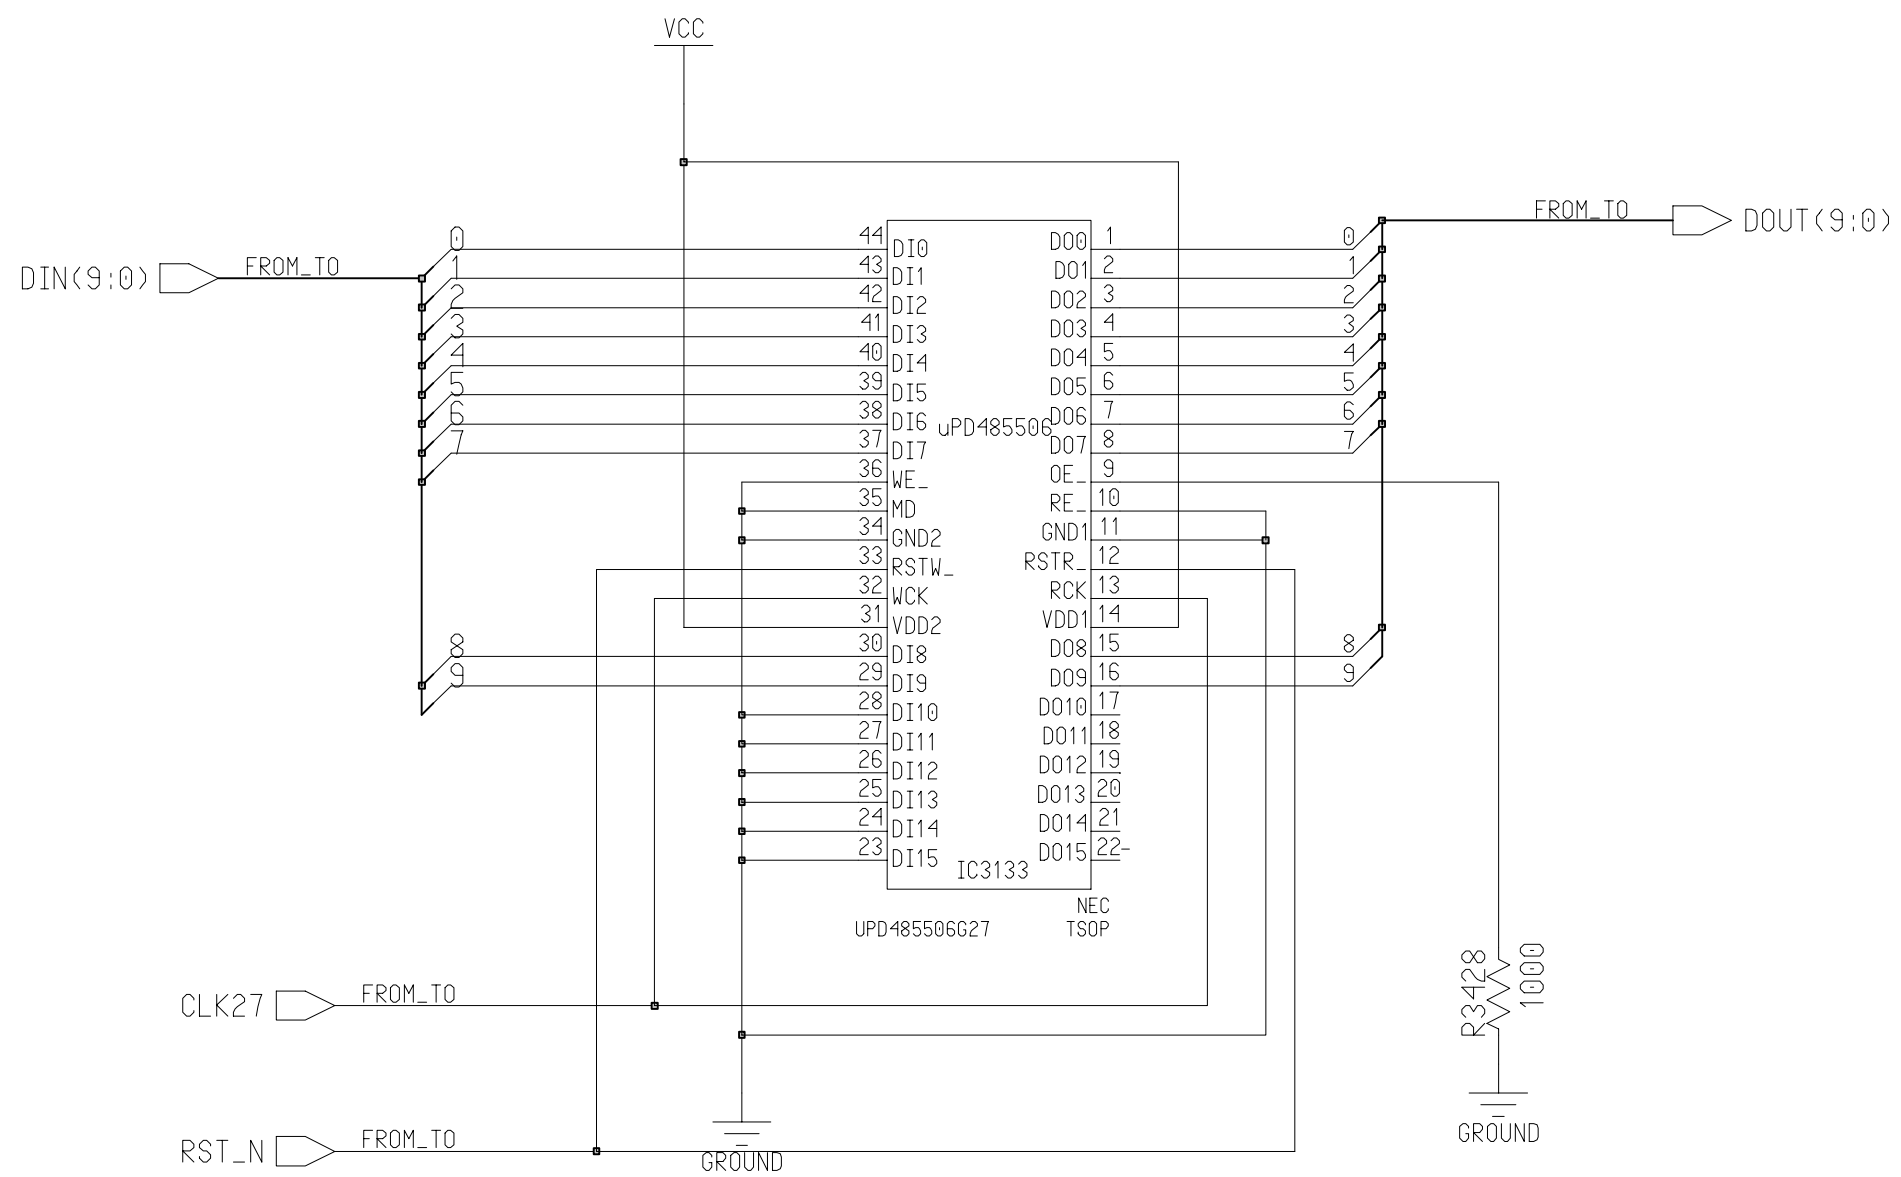 VCC
FROM_TO
DOUT(9:0)
DIN(9:0)
FROM_TO
0 44 DI0 DO0 1 0
1 43 DI1 DO1 2 1
2 42 DI2 DO2 3 2
3 41 DI3 DO3 4 3
4 40 DI4 DO4 5 4
5 39 DI5 DO5 6 5
6 38 DI6 DO6 7 6
uPD485506
7 37 DI7 DO7 8 7
36 WE_ OE_ 9
35 MD RE_ 10
34 GND2 GND1 11
33 RSTW_ RSTR_ 12
32 WCK RCK 13
31 VDD2 VDD1 14
8 30 DI8 DO8 15 8
9 29 DI9 DO9 16 9
28 DI10 DO10 17
27 DI11 DO11 18
26 DI12 DO12 19
25 DI13 DO13 20
24 DI14 DO14 21
23 DI15 DO15 22-
IC3133
NEC
UPD485506G27 TSOP
R3428
1000
CLK27 FROM_TO
RST_N FROM_TO
GROUND
GROUND